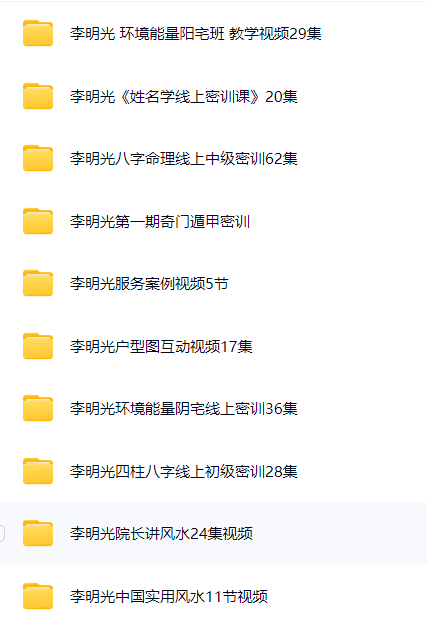 李明光 环境能量阳宅班 教学视频29集
李明光《姓名学线上密训课》20集
李明光八字命理线上中级密训62集
李明光第一期奇门遁甲密训
李明光服务案例视频5节
李明光户型图互动视频17集
李明光环境能量阴宅线上密训36集
李明光四柱八字线上初级密训28集
李明光院长讲风水24集视频
李明光中国实用风水11节视频